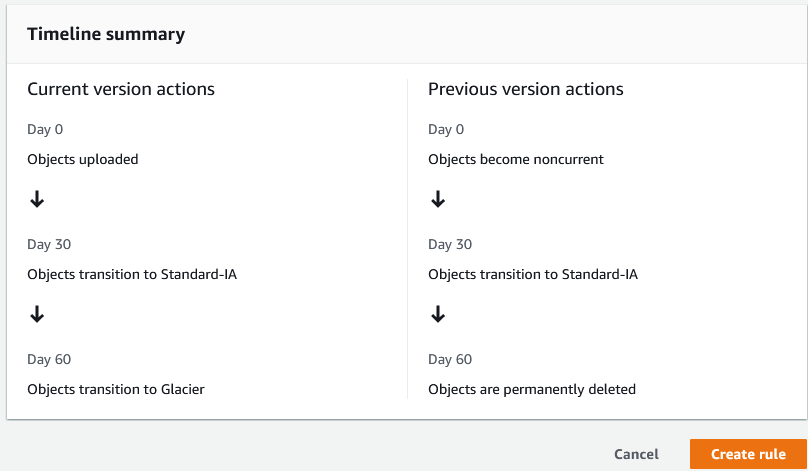 Timeline summary
Current version actions
Day 0
Objects uploaded
Day 30
Objects transition to Standard-IA
Day 60
Objects transition to Glacier
Previous version actions
Day 0
Objects become noncurrent
Day 30
Objects transition to Standard-IA
Day 60
Objects are permanently deleted
Cancel
Create rule